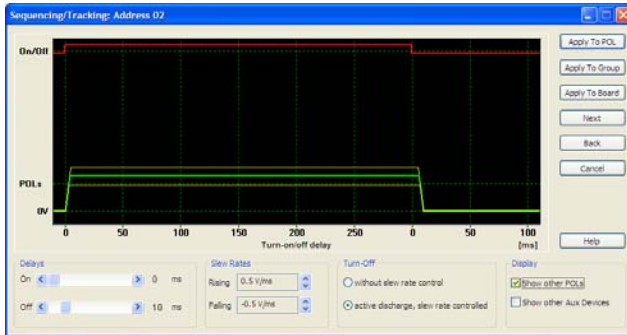 Sequencing/Tracking: Address 02
On/Off
POLs
0V
0 50 100 150 200 250 0 50 100
Turn-on/off delay [ms]
Apply To POL
Apply To Group
Apply To Board
Next
Back
Cancel
Help
Delays
On 0 ms
Off 10 ms
Slew Rates
Rising 0.5 V/ms
Falling -0.5 V/ms
Turn-Off
without slew rate control
active discharge, slew rate controlled
Display
Show other POLs
Show other Aux Devices